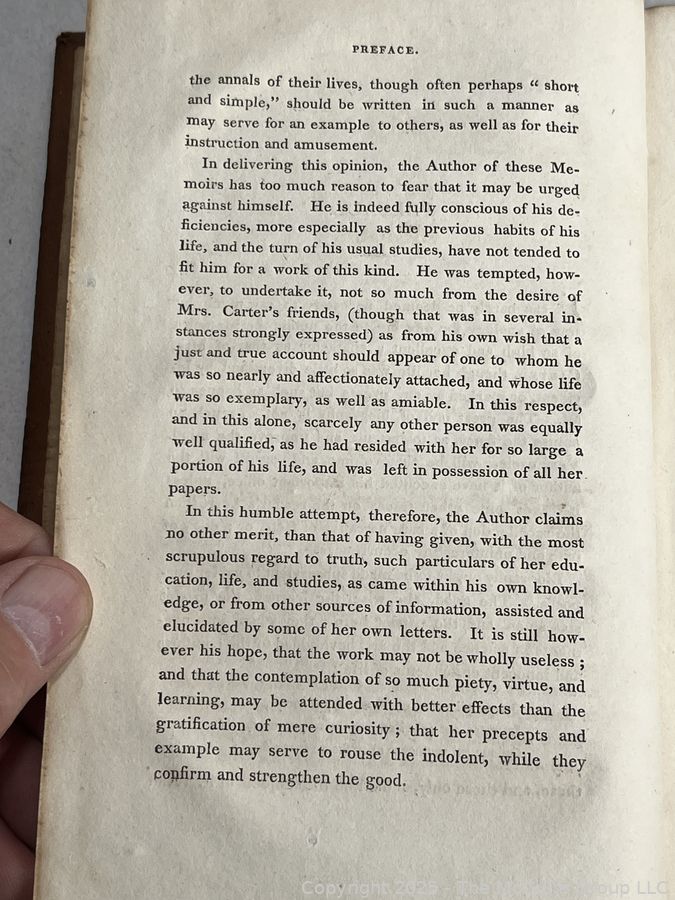 PREFACE.
the annals of their lives, though often perhaps “ short
and simple,” should be written in such a manner as
may serve for an example to others, as well as for their
instruction and amusement.
In delivering this opinion, the Author of these Me-
moirs has too much reason to fear that it may be urged
against himself. He is indeed fully conscious of his de-
ficiencies, more especially as the previous habits of his
life, and the turn of his usual studies, have not tended to
fit him for a work of this kind. He was tempted, how-
ever, to undertake it, not so much from the desire of
Mrs. Carter’s friends, (though that was in several in-
stances strongly expressed) as from his own wish that a
just and true account should appear of one to whom he
was so nearly and affectionately attached, and whose life
was so exemplary, as well as amiable. In this respect,
and in this alone, scarcely any other person was equally
well qualified, as he had resided with her for so large a
portion of his life, and was left in possession of all her
papers.
In this humble attempt, therefore, the Author claims
no other merit, than that of having given, with the most
scrupulous regard to truth, such particulars of her edu-
cation, life, and studies, as came within his own knowl-
edge, or from other sources of information, assisted and
elucidated by some of her own letters. It is still how-
ever his hope, that the work may not be wholly useless ;
and that the contemplation of so much piety, virtue, and
learning, may be attended with better effects than the
gratification of mere curiosity ; that her precepts and
example may serve to rouse the indolent, while they
confirm and strengthen the good.
Copyright 2025 - The Group LLC